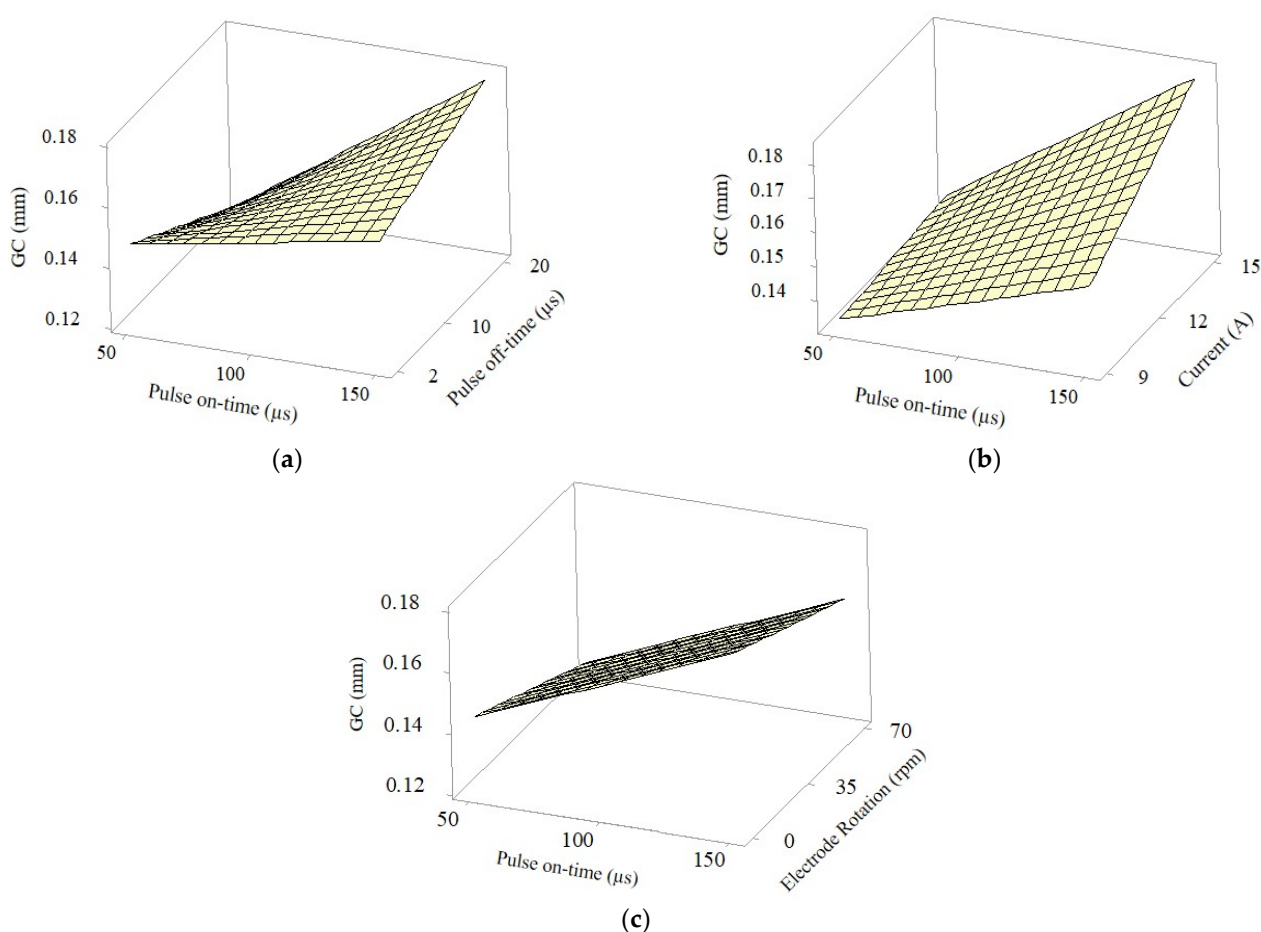 0.18
0.16
0.14
0.12
GC (mm)
50
100
150
Pulse on-time (µs)
2
10
20
Pulse off-time (µs)
(a)
0.18
0.17
0.16
0.15
0.14
GC (mm)
50
100
150
Pulse on-time (µs)
9
12
15
Current (A)
(b)
0.18
0.16
0.14
0.12
GC (mm)
50
100
150
Pulse on-time (µs)
0
35
70
Electrode Rotation (rpm)
(c)